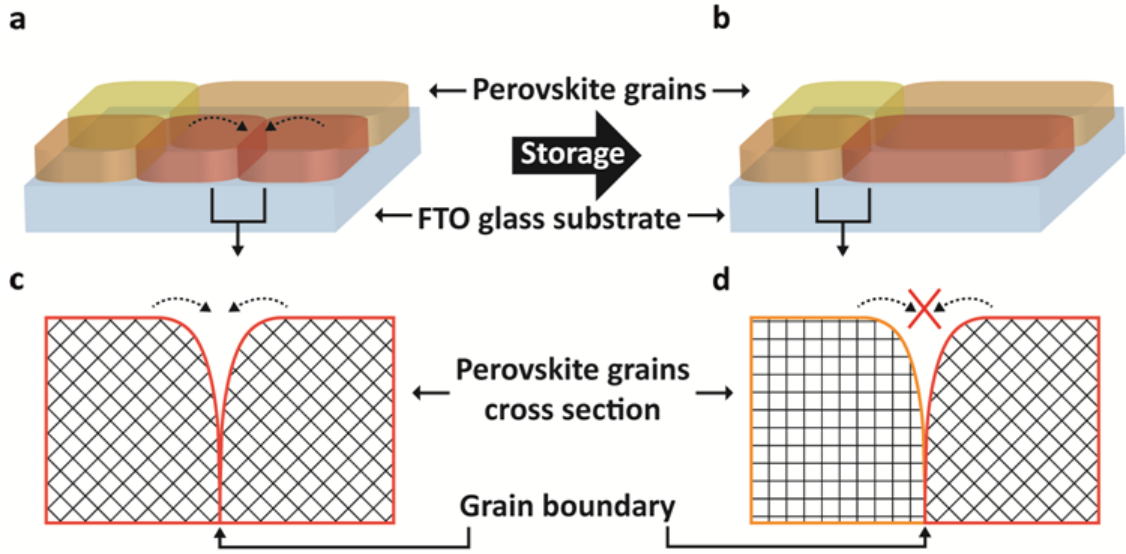 a
b
Perovskite grains
Storage
FTO glass substrate
c
d
Perovskite grains
cross section
Grain boundary